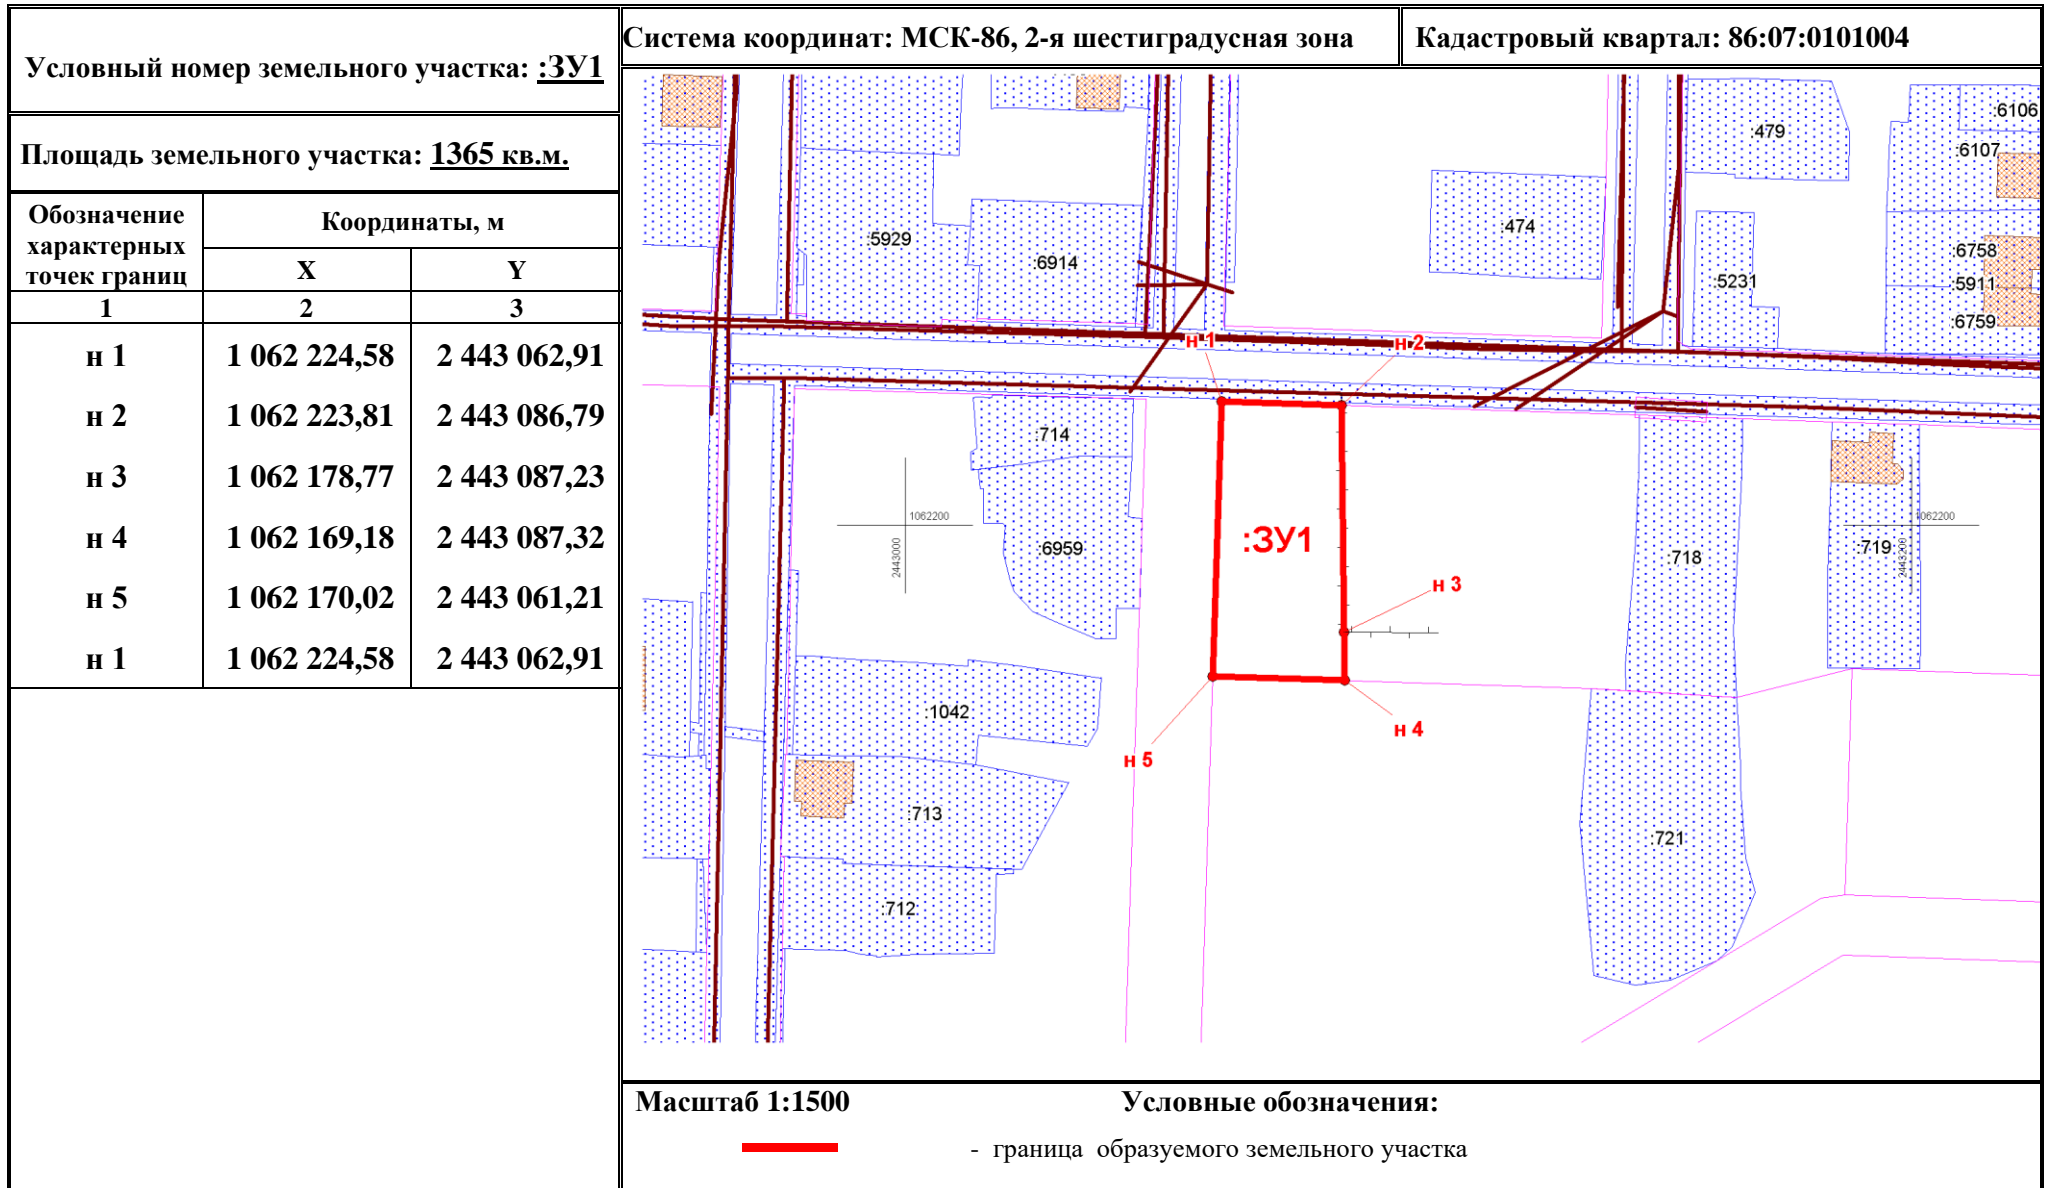 Условный номер земельного участка: :ЗУ1
Система координат: МСК-86, 2-я шестиградусная зона
Кадастровый квартал: 86:07:0101004
Площадь земельного участка: 1365 кв.м.
Обозначение
характерных
точек границ
Координаты, м
X
Y
1
2
3
н 1
1 062 224,58
2 443 062,91
н 2
1 062 223,81
2 443 086,79
н 3
1 062 178,77
2 443 087,23
н 4
1 062 169,18
2 443 087,32
н 5
1 062 170,02
2 443 061,21
н 1
1 062 224,58
2 443 062,91
:6106
:479
:6107
:474
:5929
:6914
:6758
:5231
:5911
:6759
н 1
н 2
:714
1062200
2443000
:6959
:ЗУ1
:718
:719
1062200
2443200
н 3
:1042
н 4
н 5
:713
:721
:712
Масштаб 1:1500
Условные обозначения:
- граница образуемого земельного участка